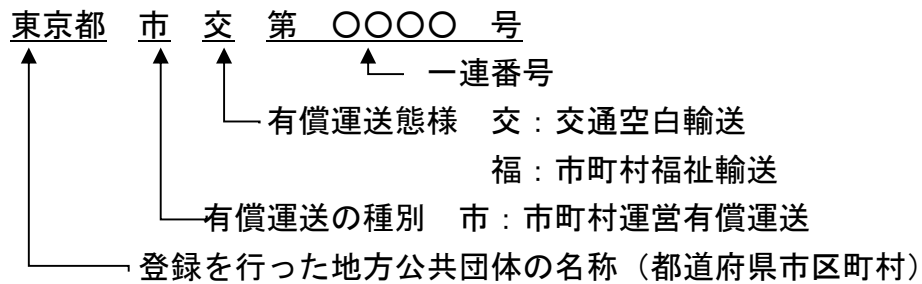 東京都 市 交 第 〇〇〇〇 号
一連番号
有償運送態様 交:交通空白輸送
福:市町村福祉輸送
有償運送の種別 市:市町村運営有償運送
登録を行った地方公共団体の名称(都道府県市区町村)